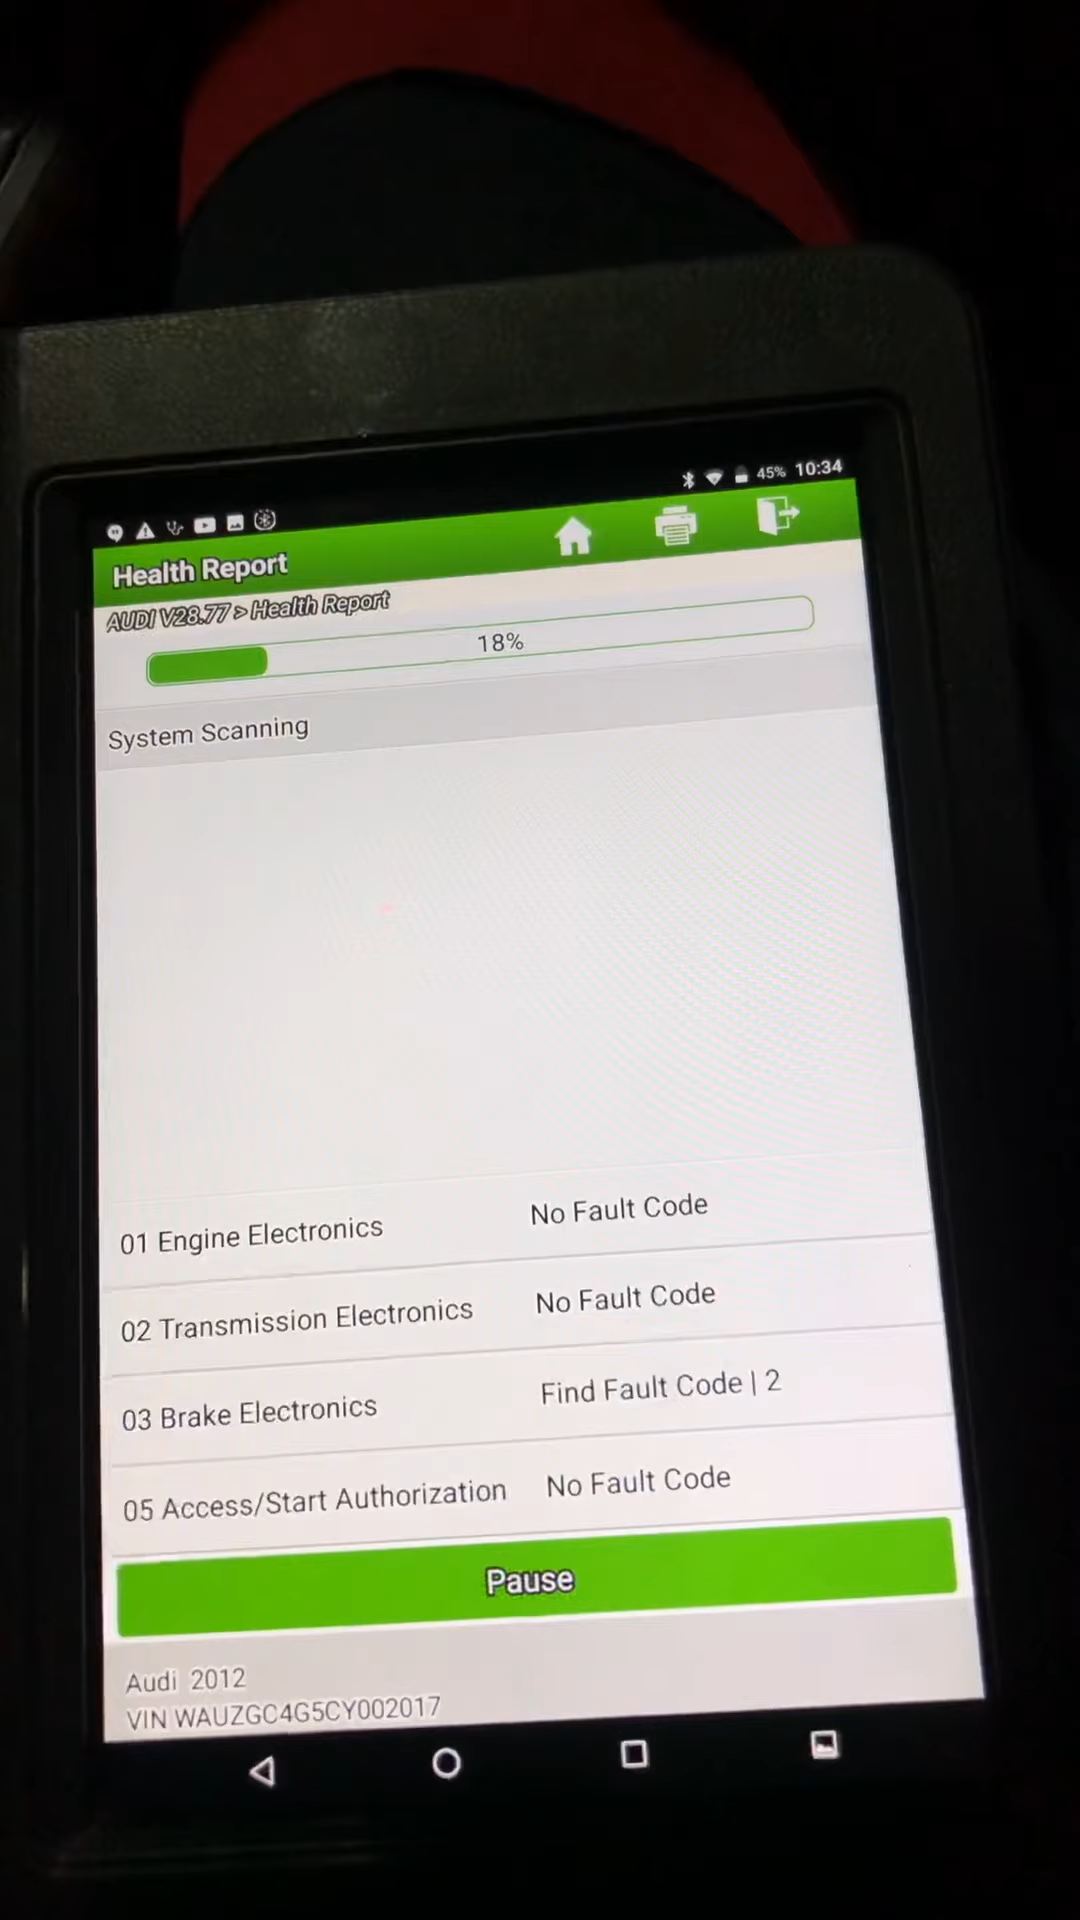 45% 10:34
Health Report
AUDI V28.77 > Health Report
18%
System Scanning
01 Engine Electronics No Fault Code
02 Transmission Electronics No Fault Code
03 Brake Electronics Find Fault Code | 2
05 Access/Start Authorization No Fault Code
Pause
Audi 2012
VIN WAUZGC4G5CY002017